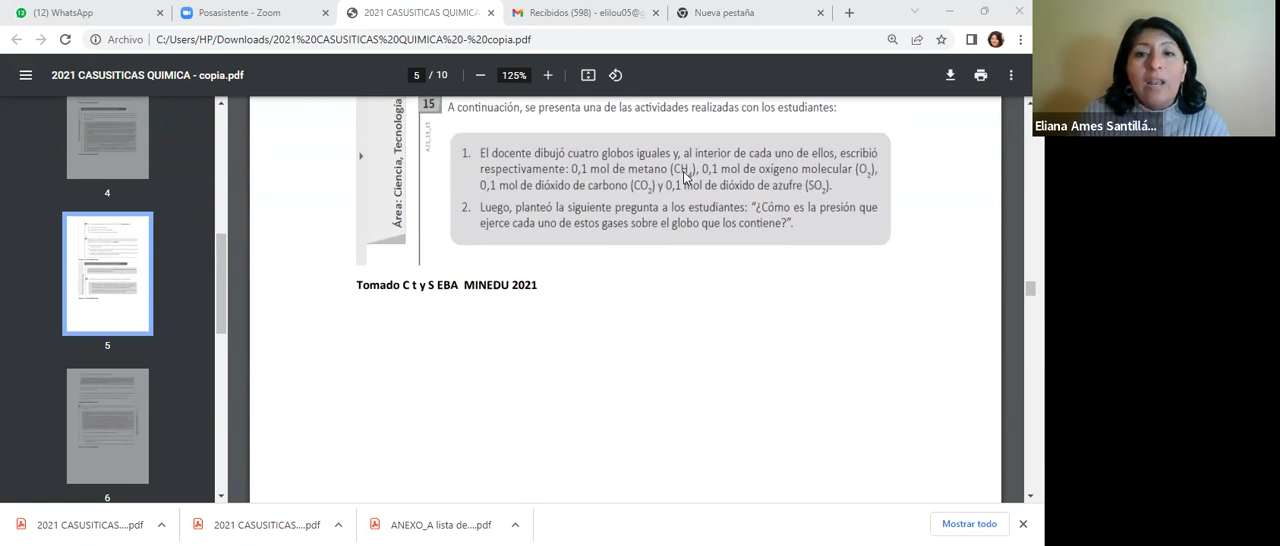 (12) WhatsApp
Posasistente - Zoom
2021 CASUSITICAS QUIMICA
Recibidos (598) - elilou05@g
Nueva pestaña
Archivo
C:/Users/HP/Downloads/2021%20CASUSITICAS%20QUIMICA%20-%20copia.pdf
2021 CASUSITICAS QUIMICA - copia.pdf
5 / 10
125%
Eliana Ames Santillá...
4
5
6
Área: Ciencia, Tecnología
15
A continuación, se presenta una de las actividades realizadas con los estudiantes:
1. El docente dibujó cuatro globos iguales y, al interior de cada uno de ellos, escribió
respectivamente: 0,1 mol de metano (CH₄), 0,1 mol de oxígeno molecular (O₂),
0,1 mol de dióxido de carbono (CO₂) y 0,1 mol de dióxido de azufre (SO₂).
2. Luego, planteó la siguiente pregunta a los estudiantes: “¿Cómo es la presión que
ejerce cada uno de estos gases sobre el globo que los contiene?”.
Tomado C t y S EBA MINEDU 2021
2021 CASUSITICAS....pdf
2021 CASUSITICAS....pdf
ANEXO_A lista de....pdf
Mostrar todo